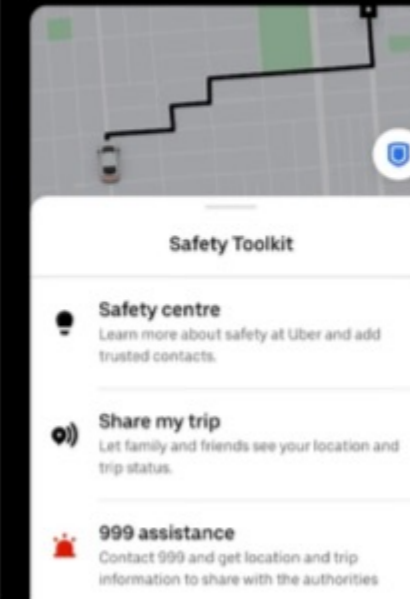 Safety Toolkit
Safety centre
Learn more about safety at Uber and add
trusted contacts.
Share my trip
Let family and friends see your location and
trip status.
999 assistance
Contact 999 and get location and trip
information to share with the authorities